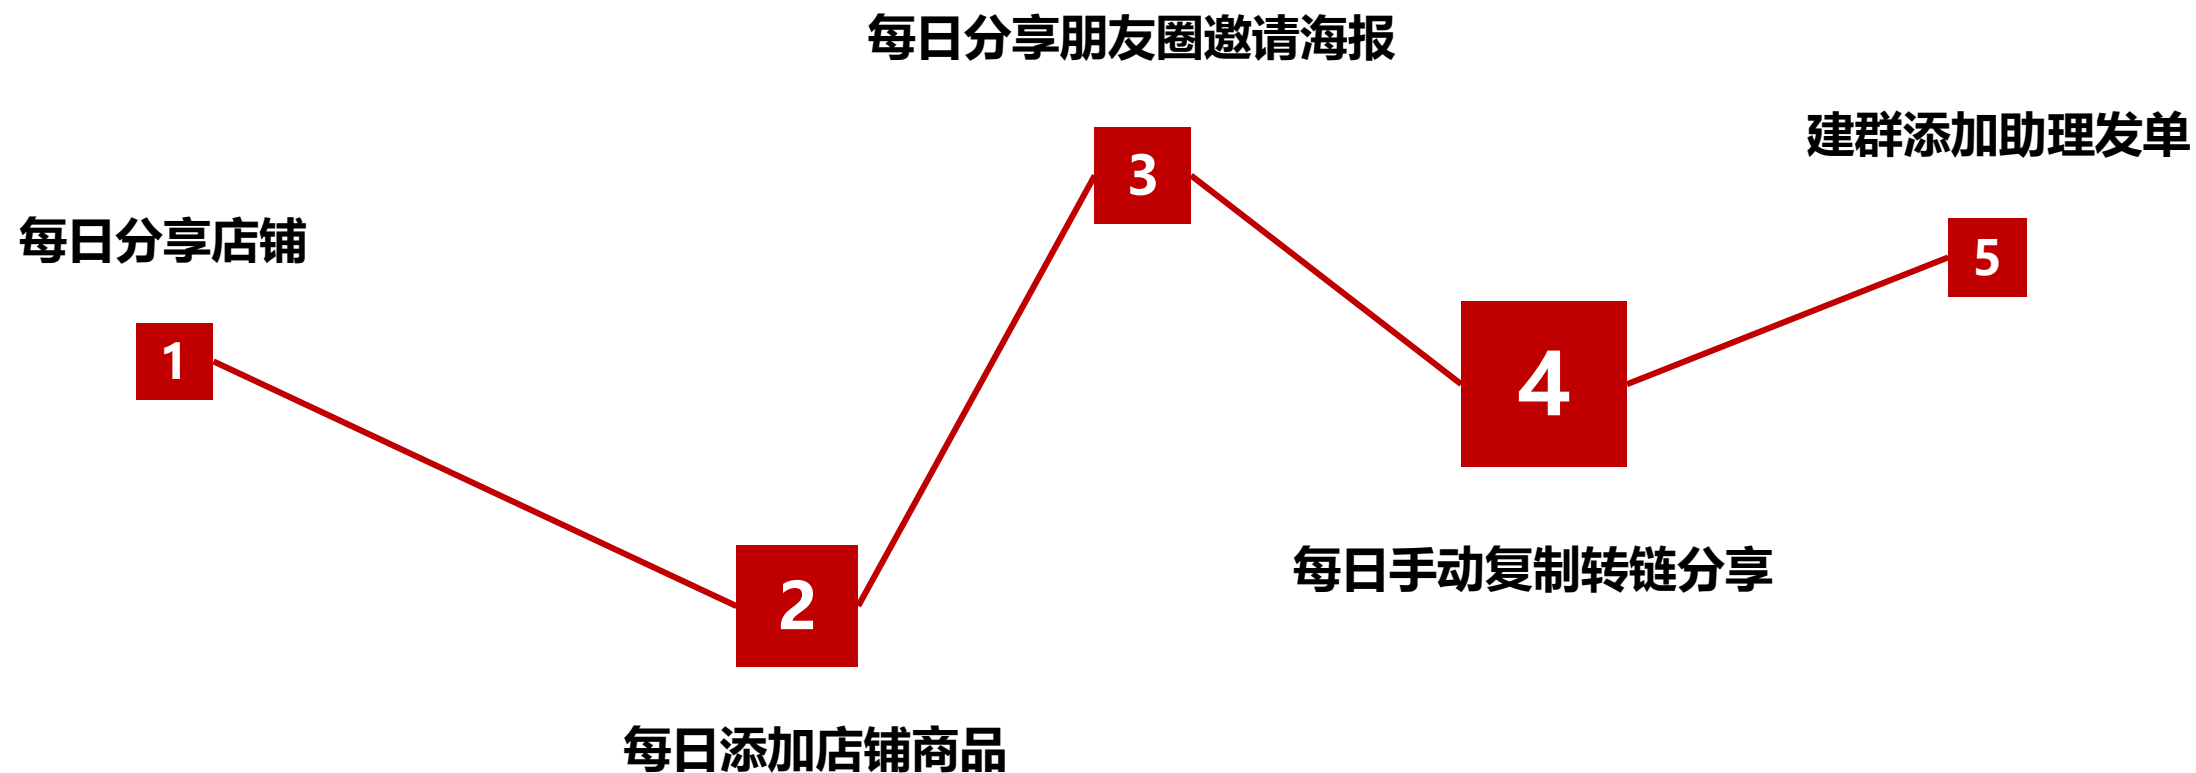 每日分享店铺
1
2
每日添加店铺商品
每日分享朋友圈邀请海报
3
4
每日手动复制转链分享
建群添加助理发单
5